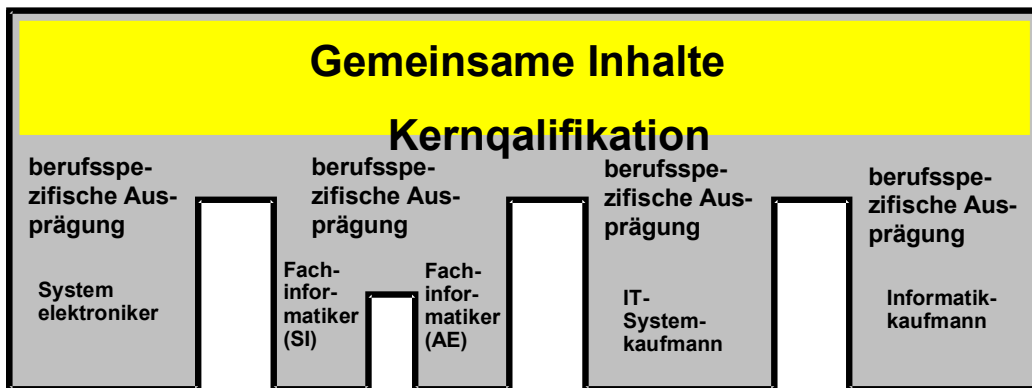 Gemeinsame Inhalte
Kernqalifikation
berufsspe-
zifische Aus-
prägung
berufsspe-
zifische Aus-
prägung
berufsspe-
zifische Aus-
prägung
berufsspe-
zifische Aus-
prägung
System
elektroniker
Fach-
infor-
matiker
(SI)
Fach-
infor-
matiker
(AE)
IT-
System-
kaufmann
Informatik-
kaufmann